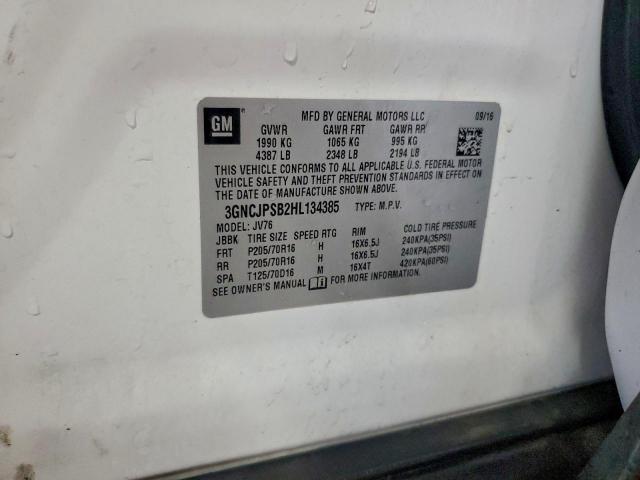 GM
MFD BY GENERAL MOTORS LLC 09/16
GVWR GAWR FRT GAWR RR
1990 KG 1065 KG 995 KG
4387 LB 2348 LB 2194 LB
THIS VEHICLE CONFORMS TO ALL APPLICABLE U.S. FEDERAL MOTOR
VEHICLE SAFETY AND THEFT PREVENTION STANDARDS IN EFFECT ON
THE DATE OF MANUFACTURE SHOWN ABOVE.
3GNCJPSB2HL134385 TYPE: M.P.V.
MODEL: JV76
JBBK TIRE SIZE SPEED RTG RIM COLD TIRE PRESSURE
FRT P205/70R16 H 16X6.5J 240KPA(35PSI)
RR P205/70R16 H 16X6.5J 240KPA(35PSI)
SPA T125/70D16 M 16X4T 420KPA(60PSI)
SEE OWNER'S MANUAL FOR MORE INFORMATION.